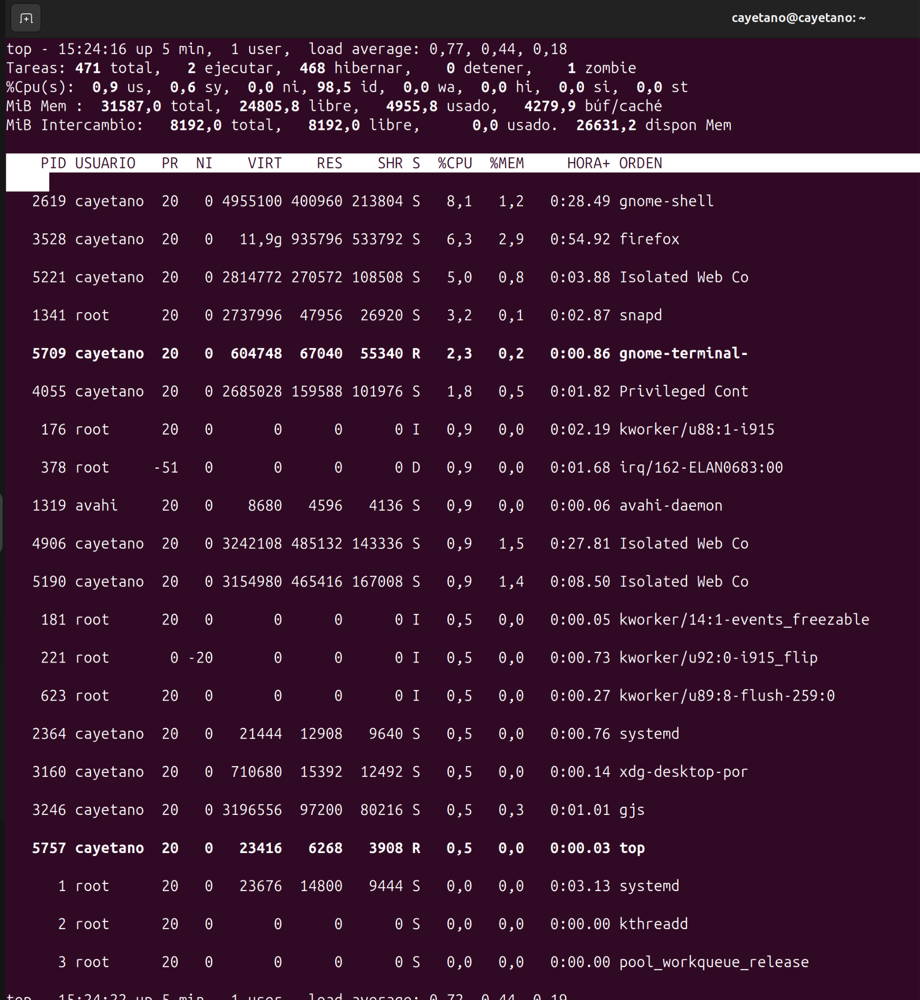 cayetano@cayetano: ~
top - 15:24:16 up 5 min,  1 user,  load average: 0,77, 0,44, 0,18
Tareas: 471 total,   2 ejecutar,  468 hibernar,    0 detener,    1 zombie
%Cpu(s):  0,9 us,  0,6 sy,  0,0 ni, 98,5 id,  0,0 wa,  0,0 hi,  0,0 si,  0,0 st
MiB Mem :  31587,0 total,  24805,8 libre,   4955,8 usado,   4279,9 búf/caché
MiB Intercambio:   8192,0 total,   8192,0 libre,      0,0 usado.  26631,2 dispon Mem
PID USUARIO   PR  NI    VIRT    RES    SHR S  %CPU  %MEM     HORA+ ORDEN
2619 cayetano  20   0 4955100 400960 213804 S   8,1   1,2   0:28.49 gnome-shell
3528 cayetano  20   0   11,9g 935796 533792 S   6,3   2,9   0:54.92 firefox
5221 cayetano  20   0 2814772 270572 108508 S   5,0   0,8   0:03.88 Isolated Web Co
1341 root      20   0 2737996  47956  26920 S   3,2   0,1   0:02.87 snapd
5709 cayetano  20   0  604748  67040  55340 R   2,3   0,2   0:00.86 gnome-terminal-
4055 cayetano  20   0 2685028 159588 101976 S   1,8   0,5   0:01.82 Privileged Cont
176 root      20   0       0      0      0 I   0,9   0,0   0:02.19 kworker/u88:1-i915
378 root     -51   0       0      0      0 D   0,9   0,0   0:01.68 irq/162-ELAN0683:00
1319 avahi     20   0    8680   4596   4136 S   0,9   0,0   0:00.06 avahi-daemon
4906 cayetano  20   0 3242108 485132 143336 S   0,9   1,5   0:27.81 Isolated Web Co
5190 cayetano  20   0 3154980 465416 167008 S   0,9   1,4   0:08.50 Isolated Web Co
181 root      20   0       0      0      0 I   0,5   0,0   0:00.05 kworker/14:1-events_freezable
221 root       0 -20       0      0      0 I   0,5   0,0   0:00.73 kworker/u92:0-i915_flip
623 root      20   0       0      0      0 I   0,5   0,0   0:00.27 kworker/u89:8-flush-259:0
2364 cayetano  20   0   21444  12908   9640 S   0,5   0,0   0:00.76 systemd
3160 cayetano  20   0  710680  15392  12492 S   0,5   0,0   0:00.14 xdg-desktop-por
3246 cayetano  20   0 3196556  97200  80216 S   0,5   0,3   0:01.01 gjs
5757 cayetano  20   0   23416   6268   3908 R   0,5   0,0   0:00.03 top
1 root      20   0   23676  14800   9444 S   0,0   0,0   0:03.13 systemd
2 root      20   0       0      0      0 S   0,0   0,0   0:00.00 kthreadd
3 root      20   0       0      0      0 S   0,0   0,0   0:00.00 pool_workqueue_release
top - 15:24:22 up 5 min,  1 user,  load average: 0,72, 0,44, 0,19